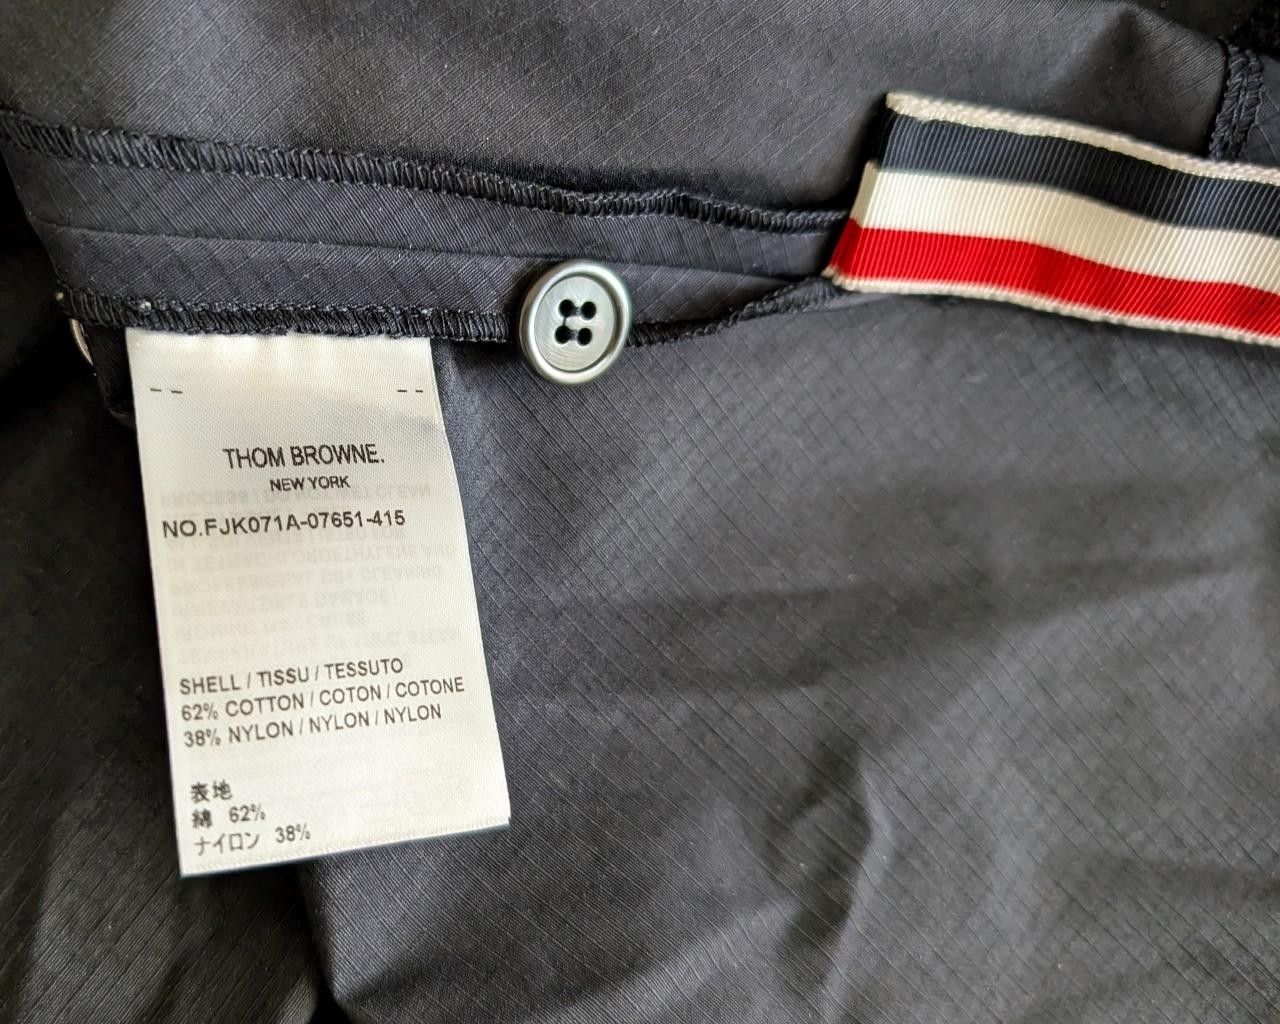 THOM BROWNE.
NEW YORK
NO.FJK071A-07651-415
SHELL / TISSU / TESSUTO
62% COTTON / COTON / COTONE
38% NYLON / NYLON / NYLON
表地
綿 62%
ナイロン 38%